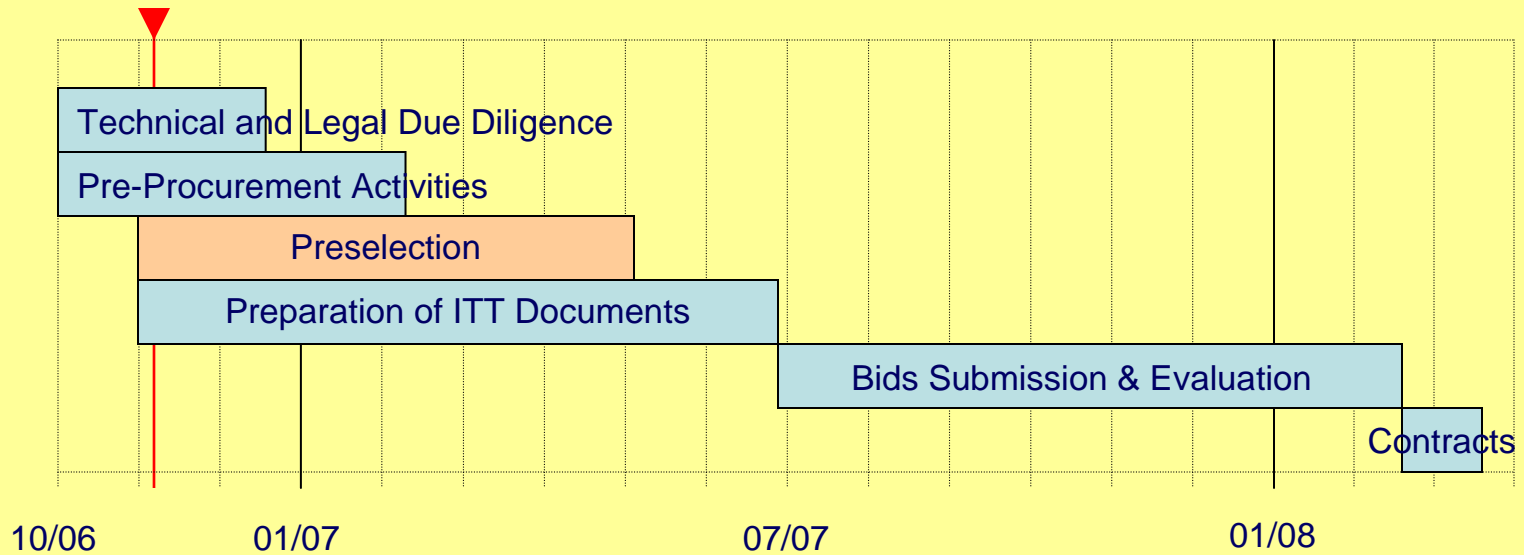 Technical and Legal Due Diligence
Pre-Procurement Activities
Preselection
Preparation of ITT Documents
Bids Submission & Evaluation
Contracts
10/06 01/07 07/07 01/08